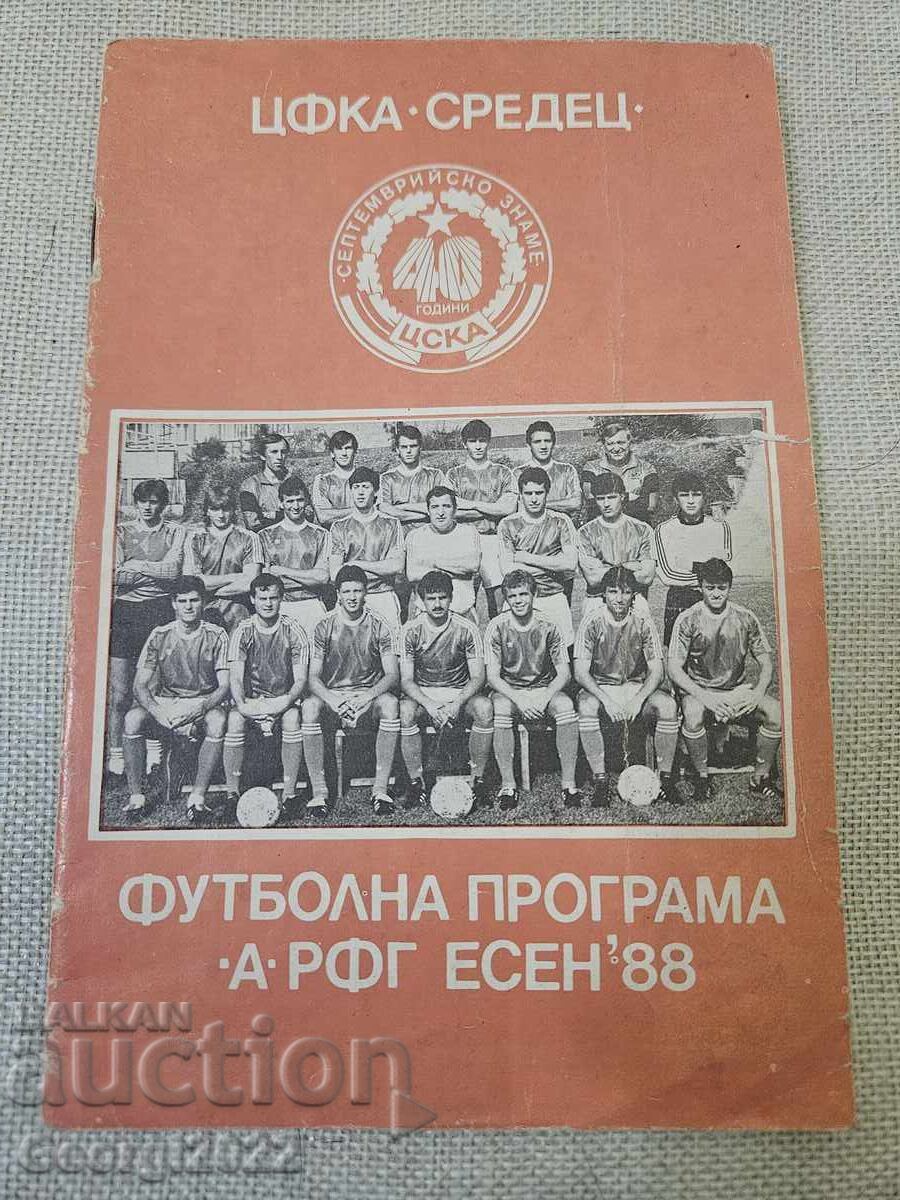 ЦФКА·СРЕДЕЦ·
·СЕПТЕМВРИЙСКО ЗНАМЕ·
40
ГОДИНИ
ЦСКА
ФУТБОЛНА ПРОГРАМА
·А·РФГ ЕСЕН'88
BALKAN
auction
Georgi2022